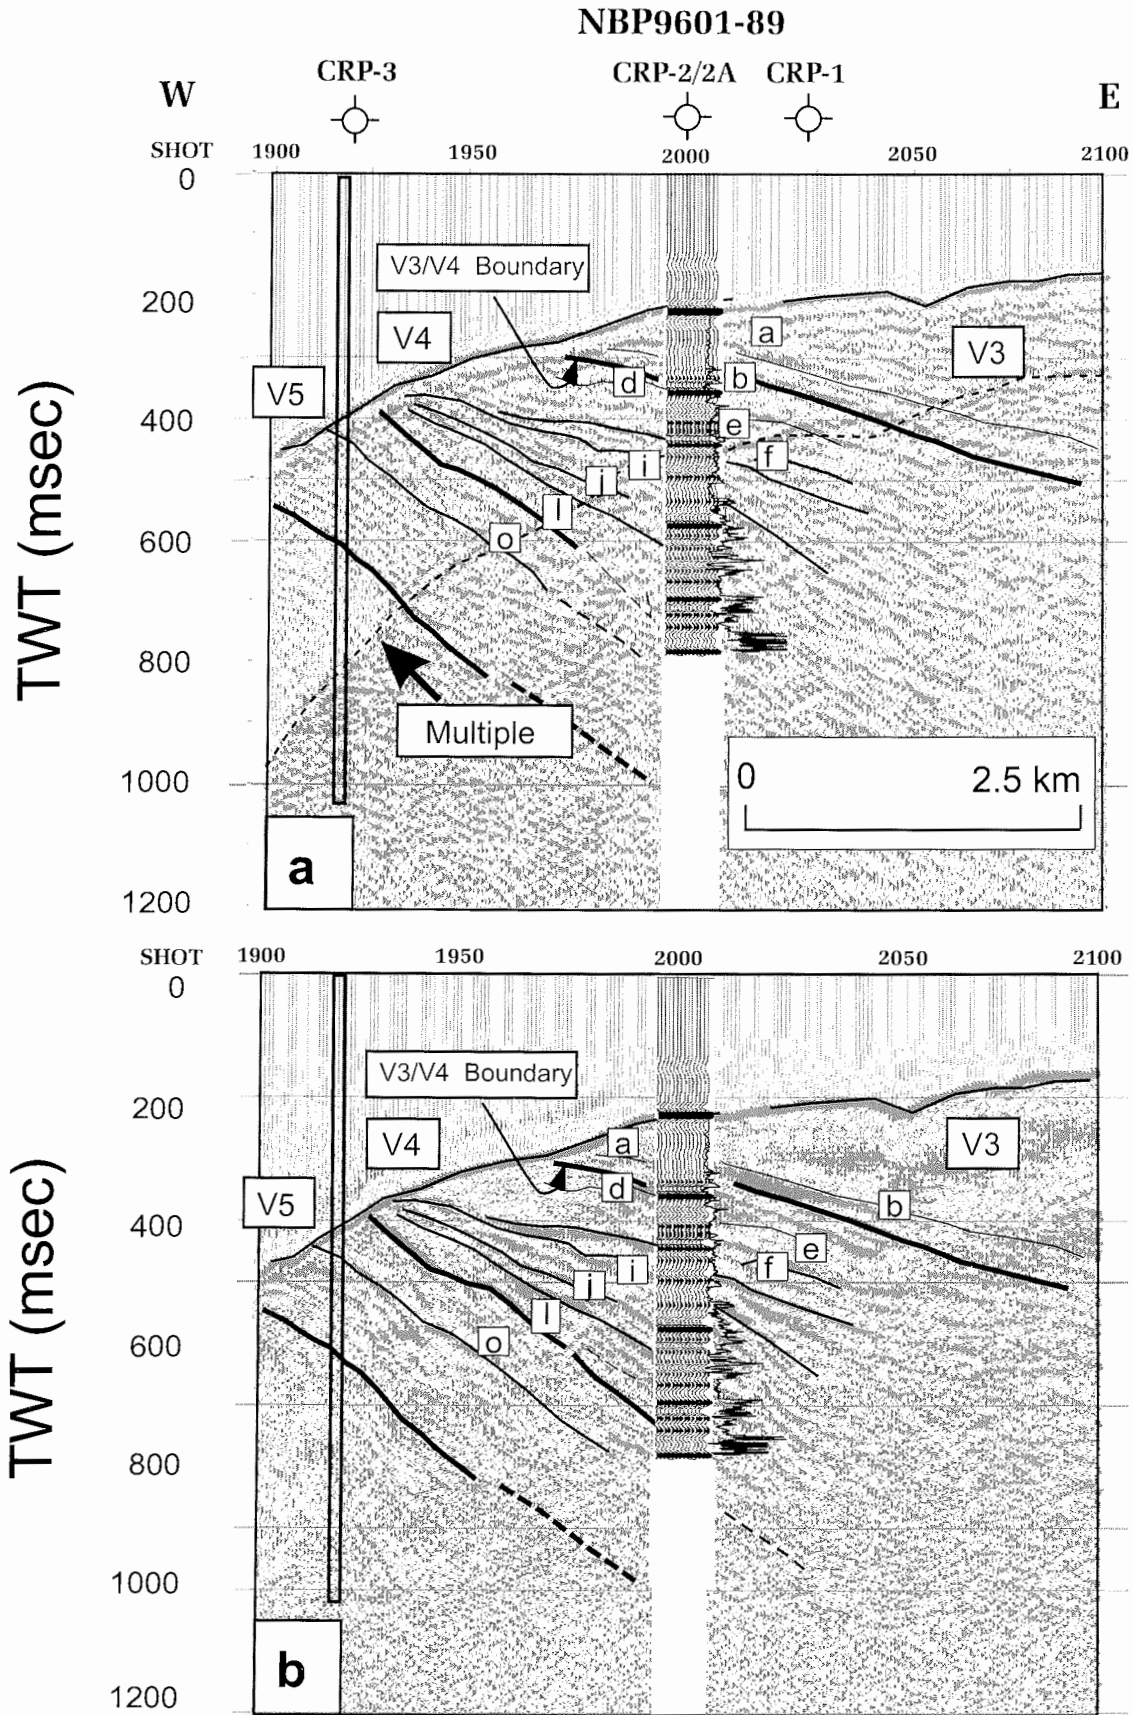 NBP9601-89
CRP-3 CRP-2/2A CRP-1
W E
SHOT 1900 1950 2000 2050 2100
0
V3/V4 Boundary
200
V4
a
V3
V5
d
b
400
e
i
f
j
l
o
600
TWT (msec)
800
Multiple
0 2.5 km
1000
a
1200
SHOT 1900 1950 2000 2050 2100
0
V3/V4 Boundary
200
V4
a
V3
V5
d
b
400
e
i
f
j
l
o
600
TWT (msec)
800
1000
b
1200